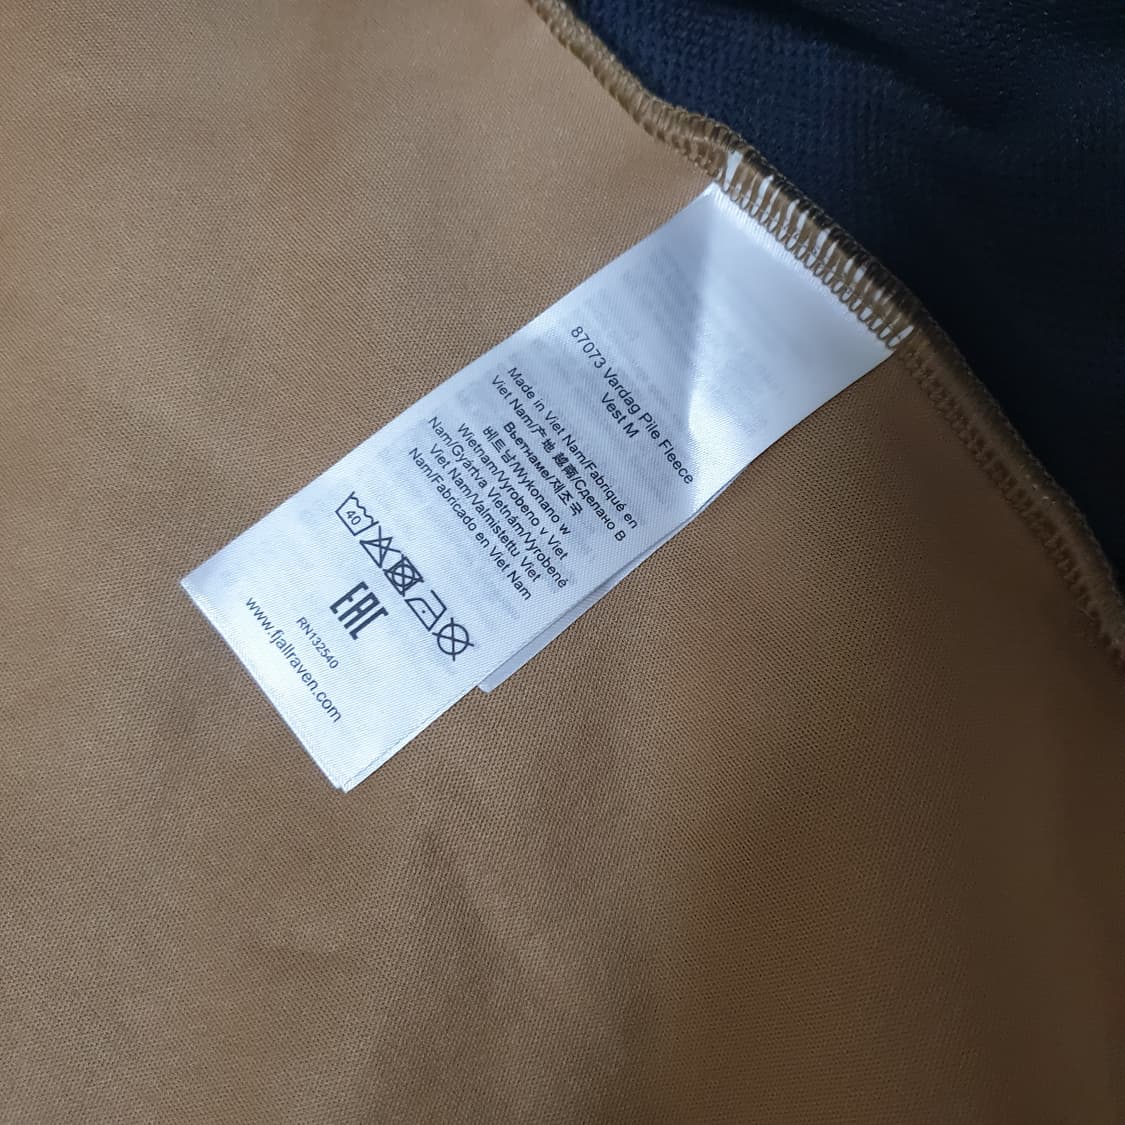 87073 Vardag Pile Fleece
Vest M
Made in Viet Nam/Fabriqué en
Viet Nam/产地 越南/Сделано В
Вьетнаме/제조국
베트남/Wykonano w
Wietnam/Vyrobeno v Viet
Nam/Gyártva Vietnám/Vyrobené
Viet Nam/Valmistettu Viet
Nam/Fabricado en Viet Nam
40
EAC
RN132540
www.fjallraven.com